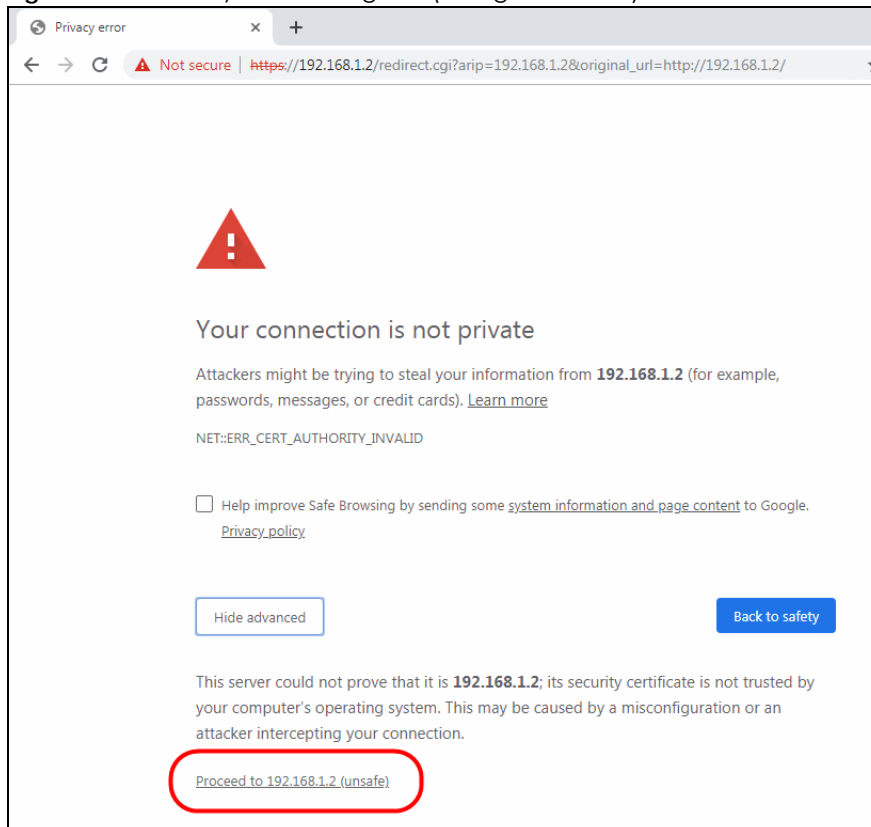 Privacy error
Not secure | https://192.168.1.2/redirect.cgi?arip=192.168.1.2&original_url=http://192.168.1.2/
Your connection is not private
Attackers might be trying to steal your information from 192.168.1.2 (for example,
passwords, messages, or credit cards). Learn more
NET::ERR_CERT_AUTHORITY_INVALID
Help improve Safe Browsing by sending some system information and page content to Google.
Privacy policy
Hide advanced
Back to safety
This server could not prove that it is 192.168.1.2; its security certificate is not trusted by
your computer's operating system. This may be caused by a misconfiguration or an
attacker intercepting your connection.
Proceed to 192.168.1.2 (unsafe)